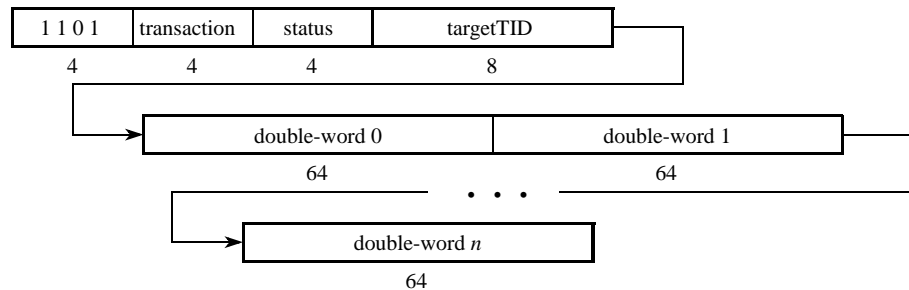 1 1 0 1 transaction status targetTID
4 4 4 8
double-word 0 double-word 1
64 64
. . .
double-word n
64